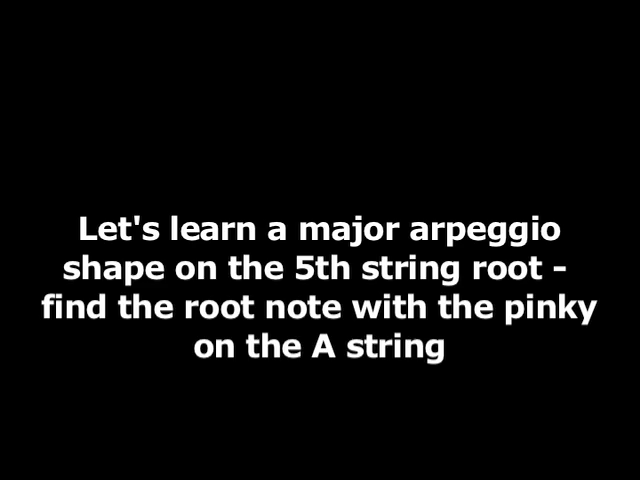 Let's learn a major arpeggio
shape on the 5th string root -
find the root note with the pinky
on the A string